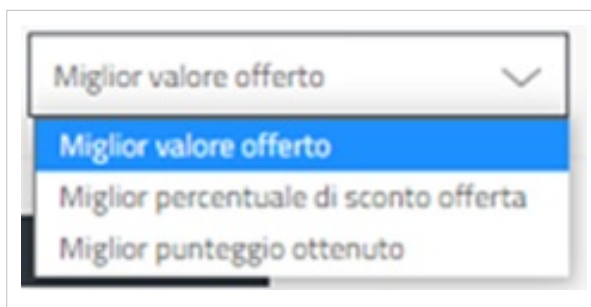 Miglior valore offerto
Miglior valore offerto
Miglior percentuale di sconto offerta
Miglior punteggio ottenuto